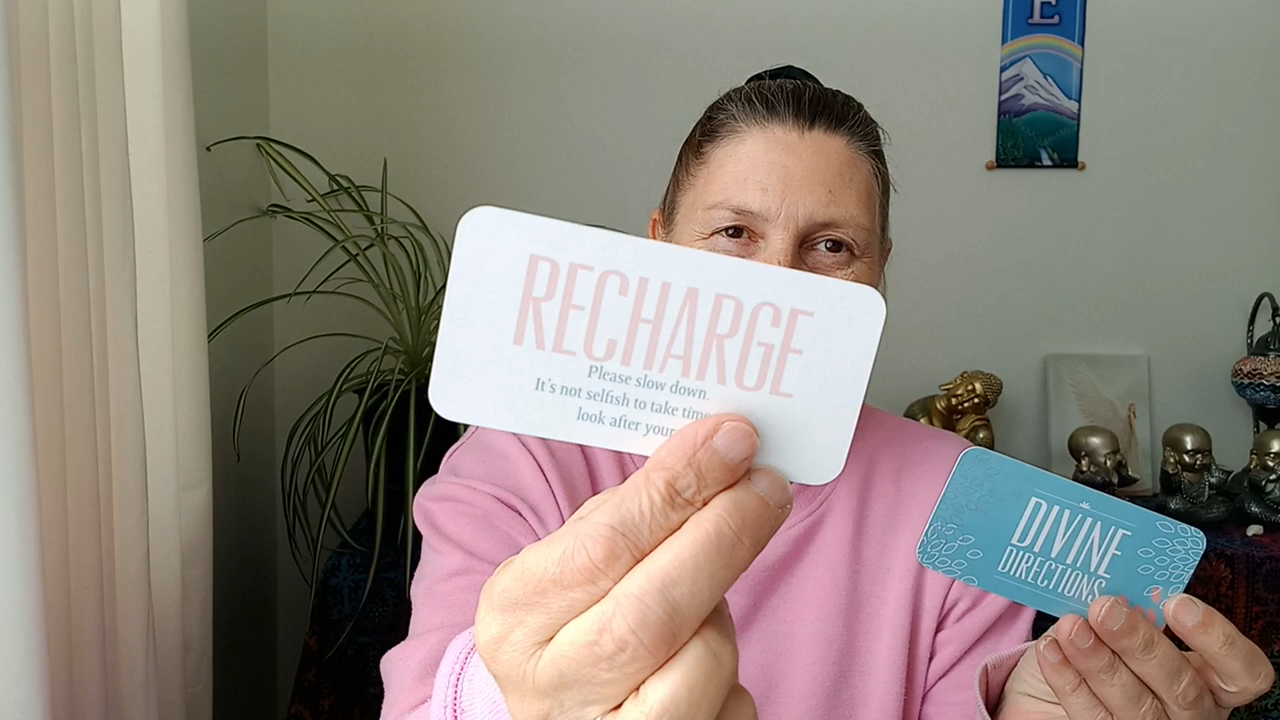 E
RECHARGE
Please slow down.
It's not selfish to take time
look after your
DIVINE
DIRECTIONS